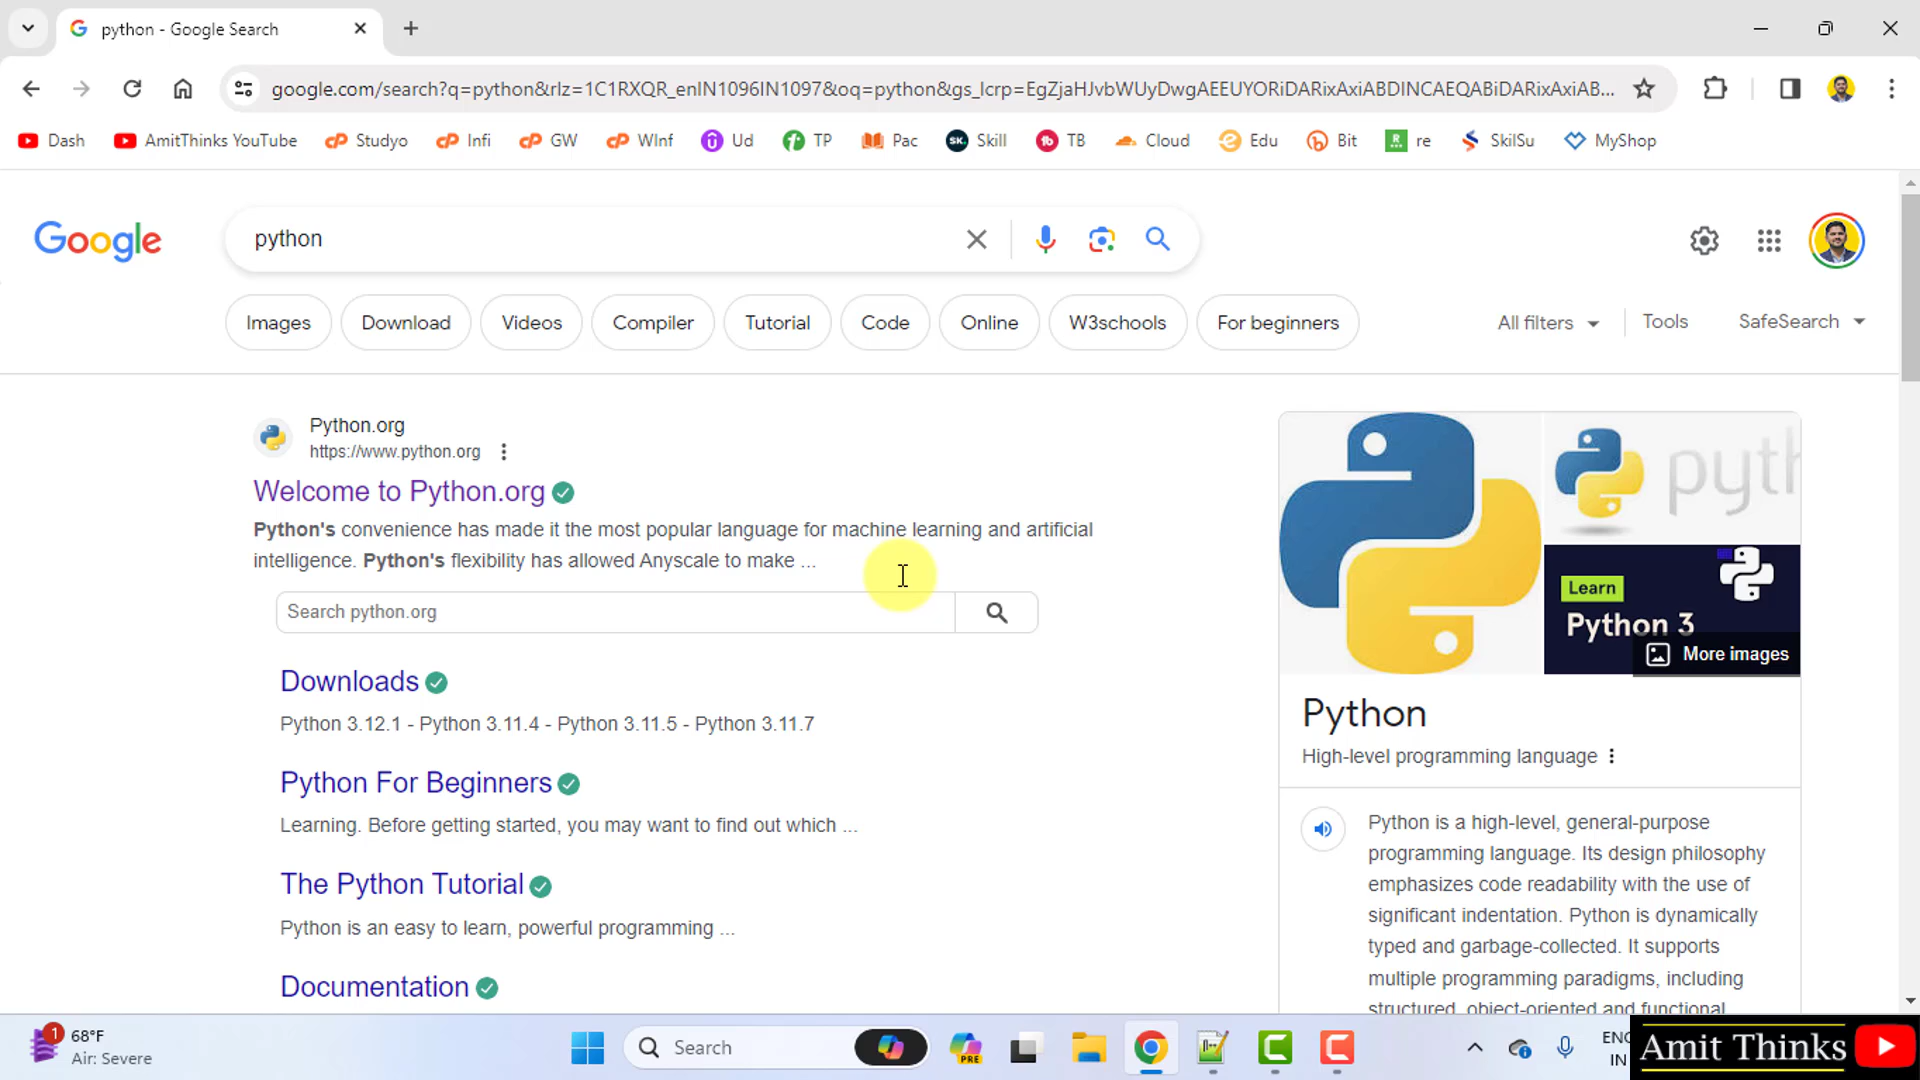 python - Google Search
google.com/search?q=python&rlz=1C1RXQR_enIN1096IN1097&oq=python&gs_lcrp=EgZjaHJvbWUyDwgAEEUYORiDARixAxiABDINCAEQABiDARixAxiAB...
Dash
AmitThinks YouTube
Studyo
Infi
GW
WInf
Ud
TP
Pac
Skill
TB
Cloud
Edu
Bit
re
SkilSu
MyShop
Google
python
Images
Download
Videos
Compiler
Tutorial
Code
Online
W3schools
For beginners
All filters
Tools
SafeSearch
Python.org
https://www.python.org
Welcome to Python.org
Python's convenience has made it the most popular language for machine learning and artificial
intelligence. Python's flexibility has allowed Anyscale to make ...
Search python.org
Downloads
Python 3.12.1 - Python 3.11.4 - Python 3.11.5 - Python 3.11.7
Python For Beginners
Learning. Before getting started, you may want to find out which ...
The Python Tutorial
Python is an easy to learn, powerful programming ...
Documentation
pyth
Learn
Python 3
More images
Python
High-level programming language
Python is a high-level, general-purpose
programming language. Its design philosophy
emphasizes code readability with the use of
significant indentation. Python is dynamically
typed and garbage-collected. It supports
multiple programming paradigms, including
structured, object-oriented and functional
1
68°F
Air: Severe
Search
PRE
ENG
IN
Amit Thinks